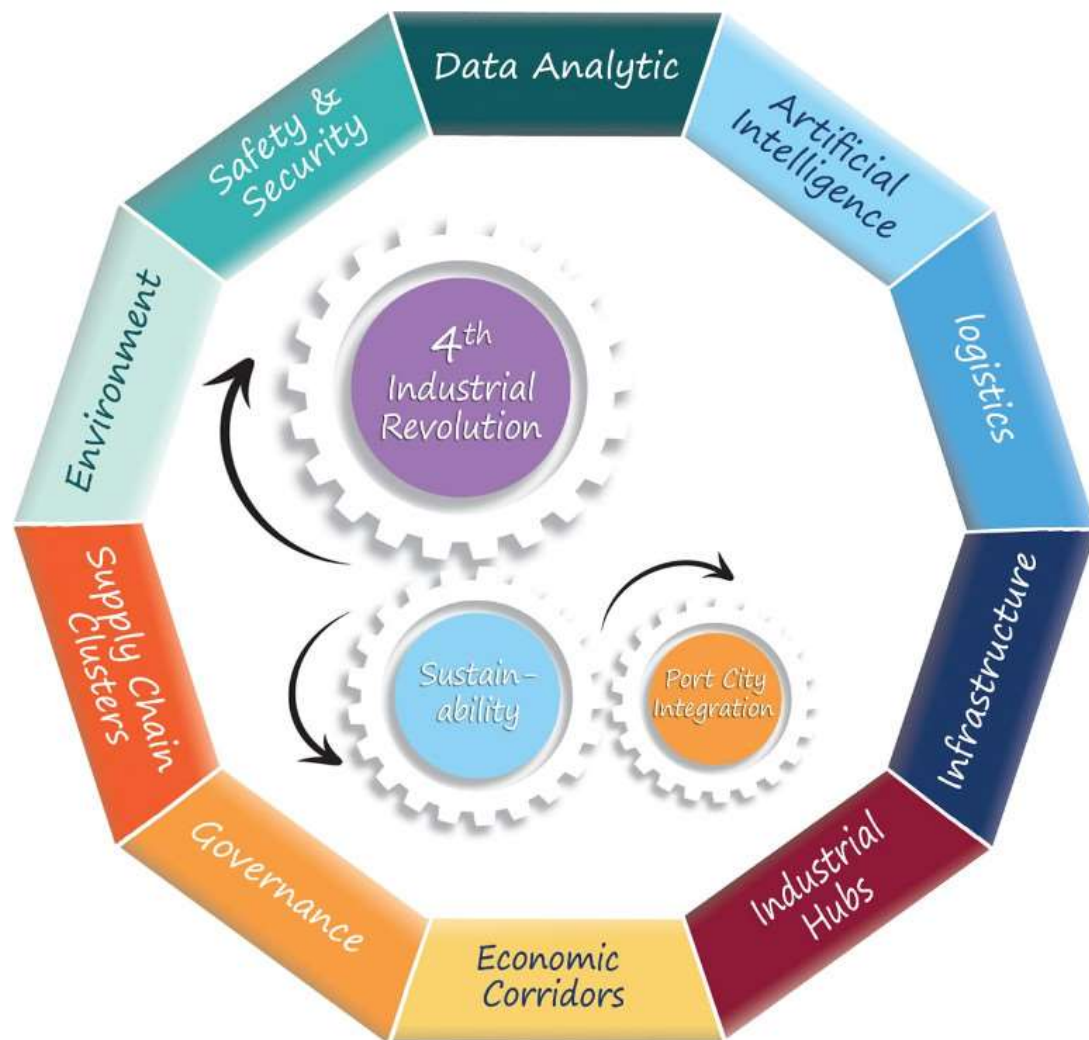 Data Analytic
Artificial
Intelligence
logistics
Infrastructure
Industrial
Hubs
Economic
Corridors
Governance
Supply Chain
Clusters
Environment
Safety &
Security
4th
Industrial
Revolution
Sustain-
ability
Port City
Integration